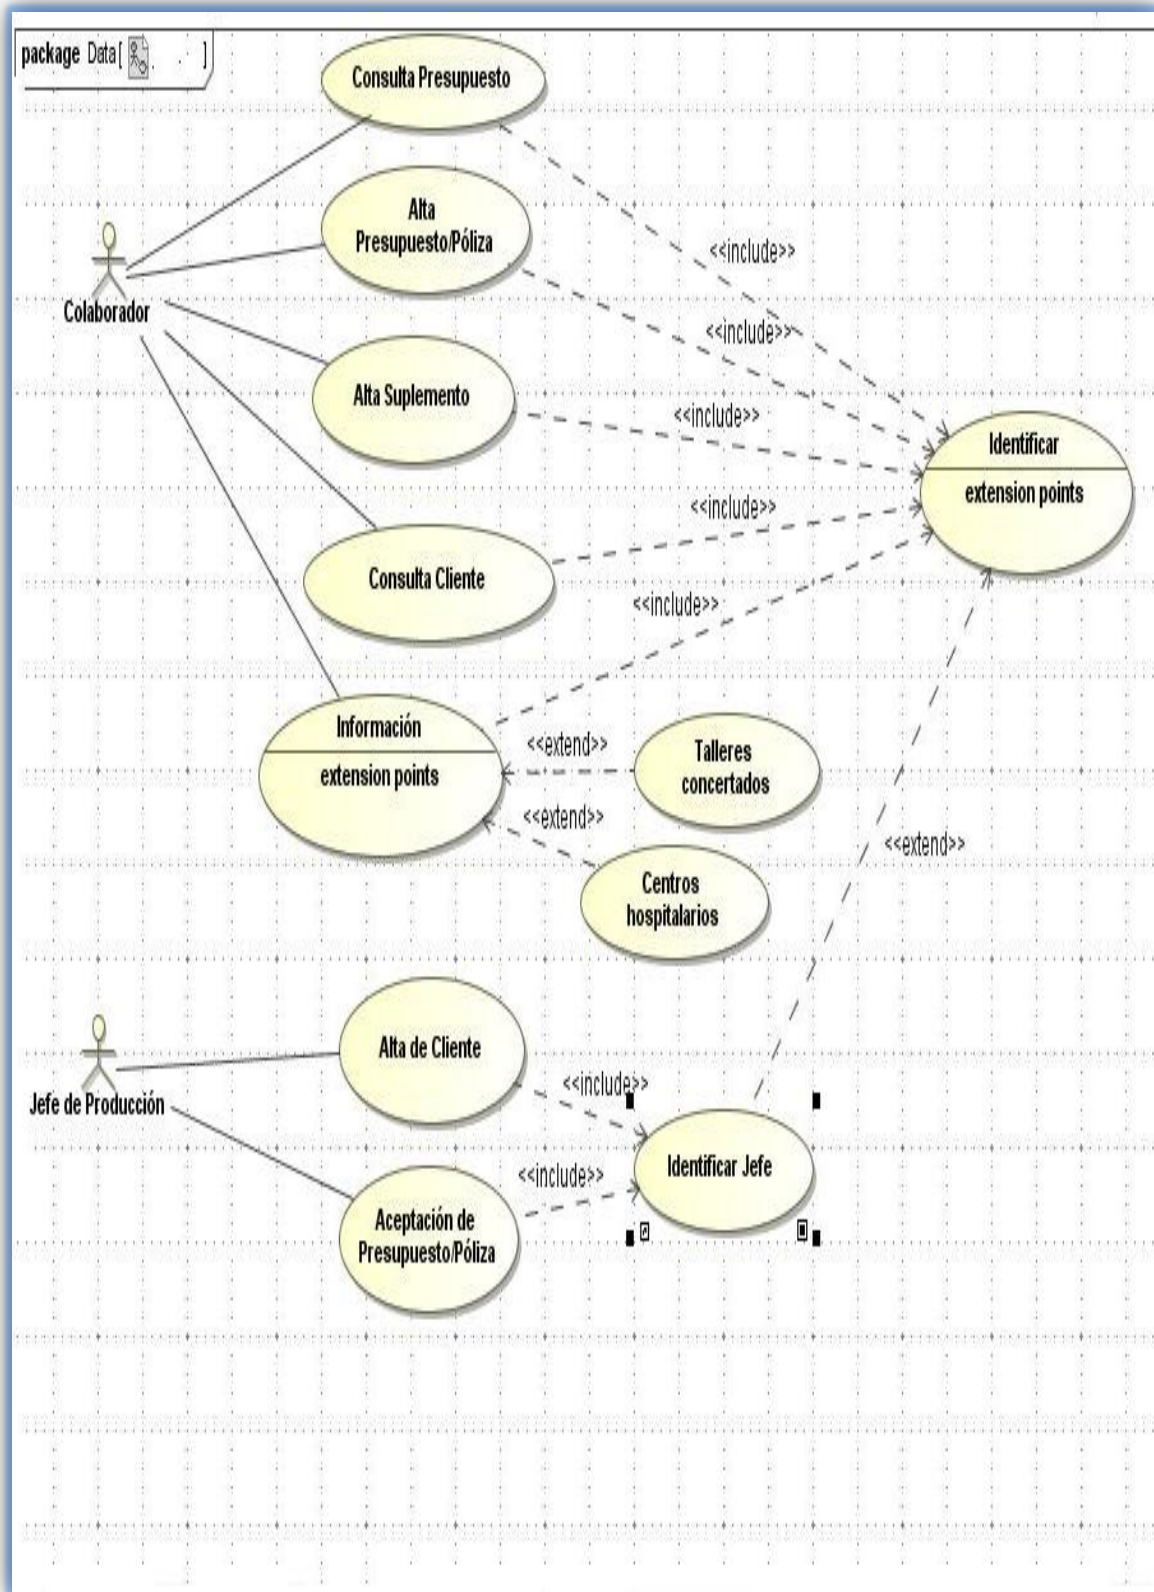 package Data[ . . ]
Consulta Presupuesto
Alta
Presupuesto/Póliza
<<include>>
Colaborador
<<include>>
Alta Suplemento
<<include>>
Identificar
extension points
<<include>>
Consulta Cliente
<<include>>
Información
extension points
<<extend>>
Talleres
concertados
<<extend>>
<<extend>>
Centros
hospitalarios
Alta de Cliente
<<include>>
Jefe de Producción
Identificar Jefe
<<include>>
Aceptación de
Presupuesto/Póliza